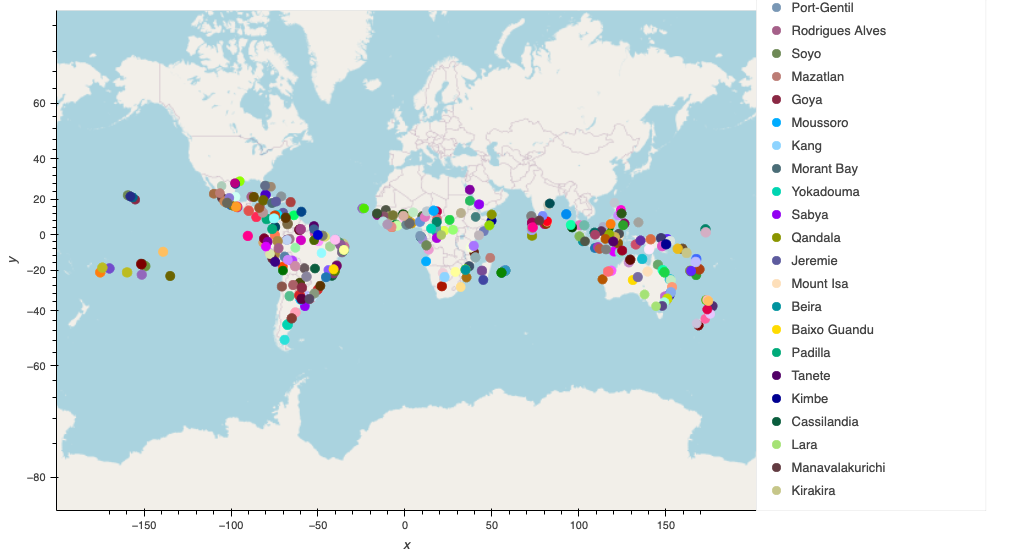 Port-Gentil
Rodrigues Alves
Soyo
Mazatlan
Goya
Moussoro
Kang
Morant Bay
Yokadouma
Sabya
Qandala
Jeremie
Mount Isa
Beira
Baixo Guandu
Padilla
Tanete
Kimbe
Cassilandia
Lara
Manavalakurichi
Kirakira
60
40
20
0
−20
−40
−60
−80
y
−150
−100
−50
0
50
100
150
x